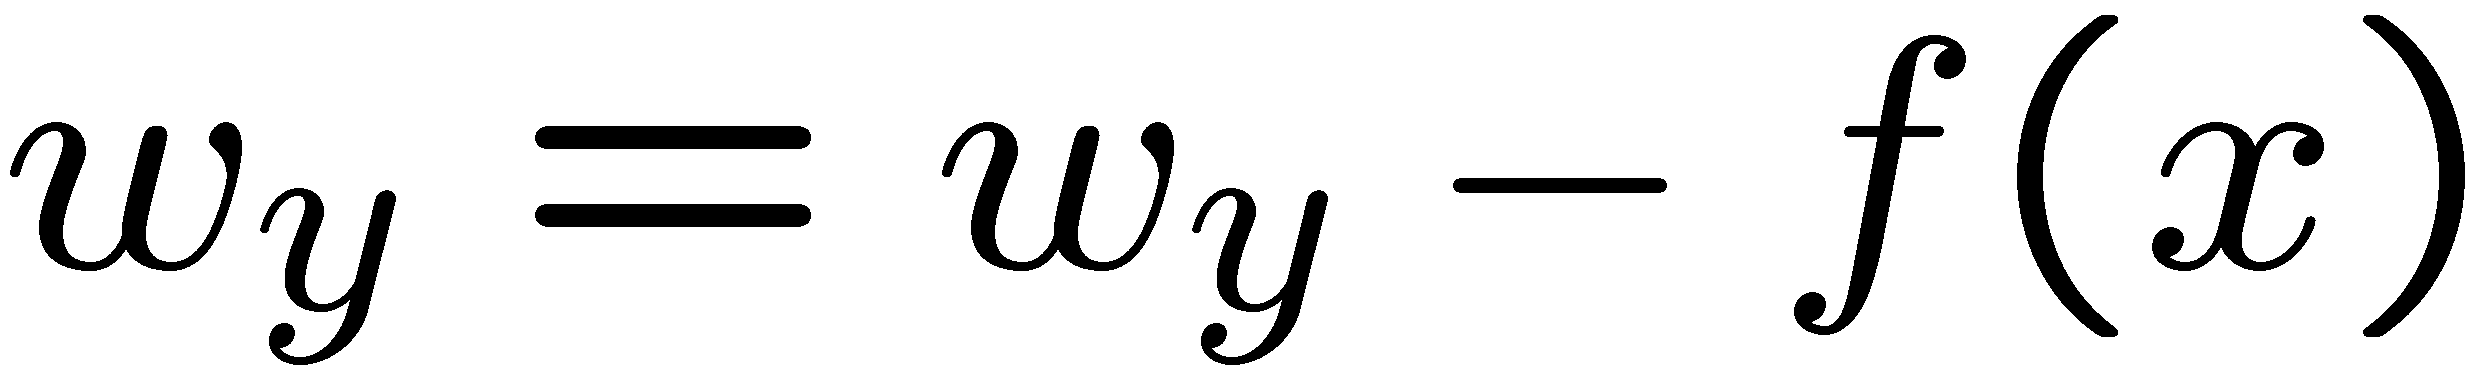 w_y = w_y − f(x)